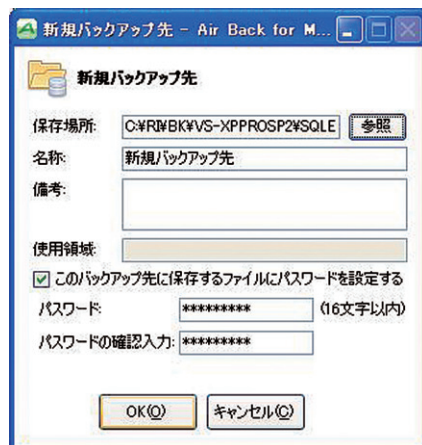 新規バックアップ先 - Air Back for M...
新規バックアップ先
保存場所: C:¥RI¥BK¥VS-XPPROSP2¥SQLE 参照
名称: 新規バックアップ先
備考:
使用領域:
このバックアップ先に保存するファイルにパスワードを設定する
パスワード: ********* (16文字以内)
パスワードの確認入力: *********
OK(O) キャンセル(C)